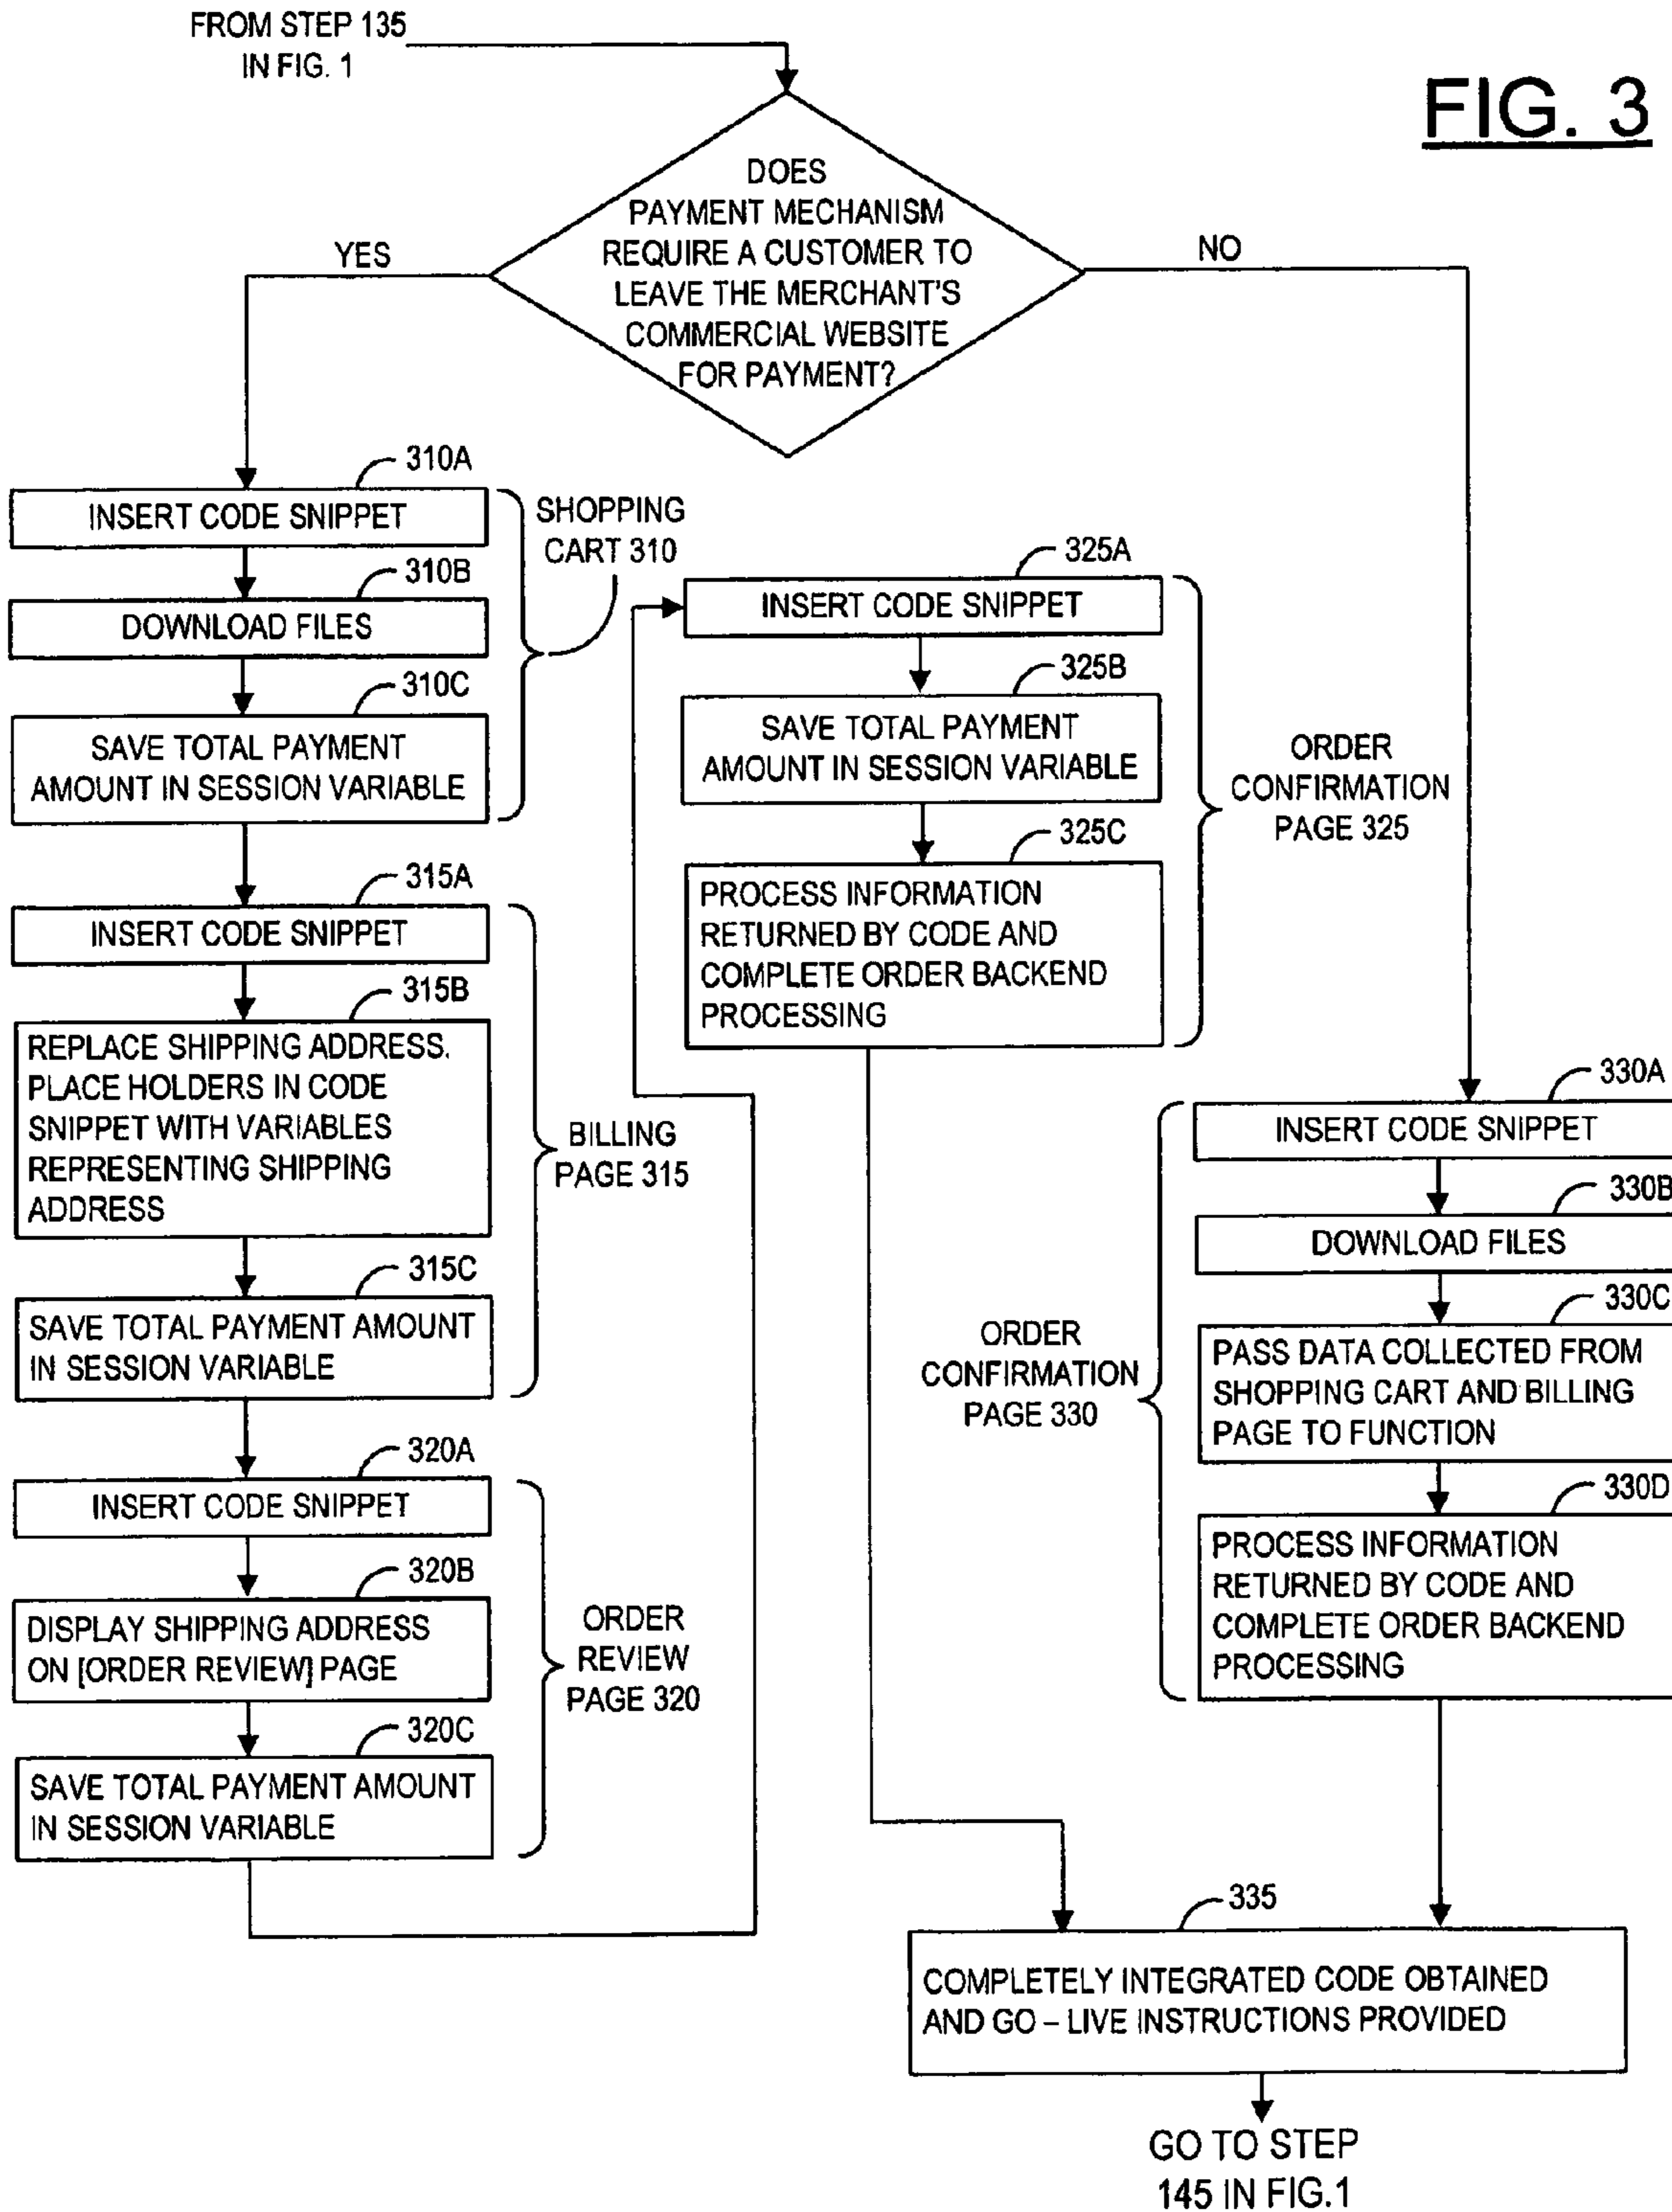 FROM STEP 135
IN FIG. 1
FIG. 3
DOES
PAYMENT MECHANISM
REQUIRE A CUSTOMER TO
LEAVE THE MERCHANT'S
COMMERCIAL WEBSITE
FOR PAYMENT?
YES
NO
310A
INSERT CODE SNIPPET
310B
DOWNLOAD FILES
310C
SAVE TOTAL PAYMENT
AMOUNT IN SESSION VARIABLE
SHOPPING
CART 310
315A
INSERT CODE SNIPPET
315B
REPLACE SHIPPING ADDRESS.
PLACE HOLDERS IN CODE
SNIPPET WITH VARIABLES
REPRESENTING SHIPPING
ADDRESS
315C
SAVE TOTAL PAYMENT AMOUNT
IN SESSION VARIABLE
BILLING
PAGE 315
320A
INSERT CODE SNIPPET
320B
DISPLAY SHIPPING ADDRESS
ON [ORDER REVIEW] PAGE
320C
SAVE TOTAL PAYMENT AMOUNT
IN SESSION VARIABLE
ORDER
REVIEW
PAGE 320
325A
INSERT CODE SNIPPET
325B
SAVE TOTAL PAYMENT
AMOUNT IN SESSION VARIABLE
325C
PROCESS INFORMATION
RETURNED BY CODE AND
COMPLETE ORDER BACKEND
PROCESSING
ORDER
CONFIRMATION
PAGE 325
330A
INSERT CODE SNIPPET
330B
DOWNLOAD FILES
330C
PASS DATA COLLECTED FROM
SHOPPING CART AND BILLING
PAGE TO FUNCTION
330D
PROCESS INFORMATION
RETURNED BY CODE AND
COMPLETE ORDER BACKEND
PROCESSING
ORDER
CONFIRMATION
PAGE 330
335
COMPLETELY INTEGRATED CODE OBTAINED
AND GO – LIVE INSTRUCTIONS PROVIDED
GO TO STEP
145 IN FIG.1